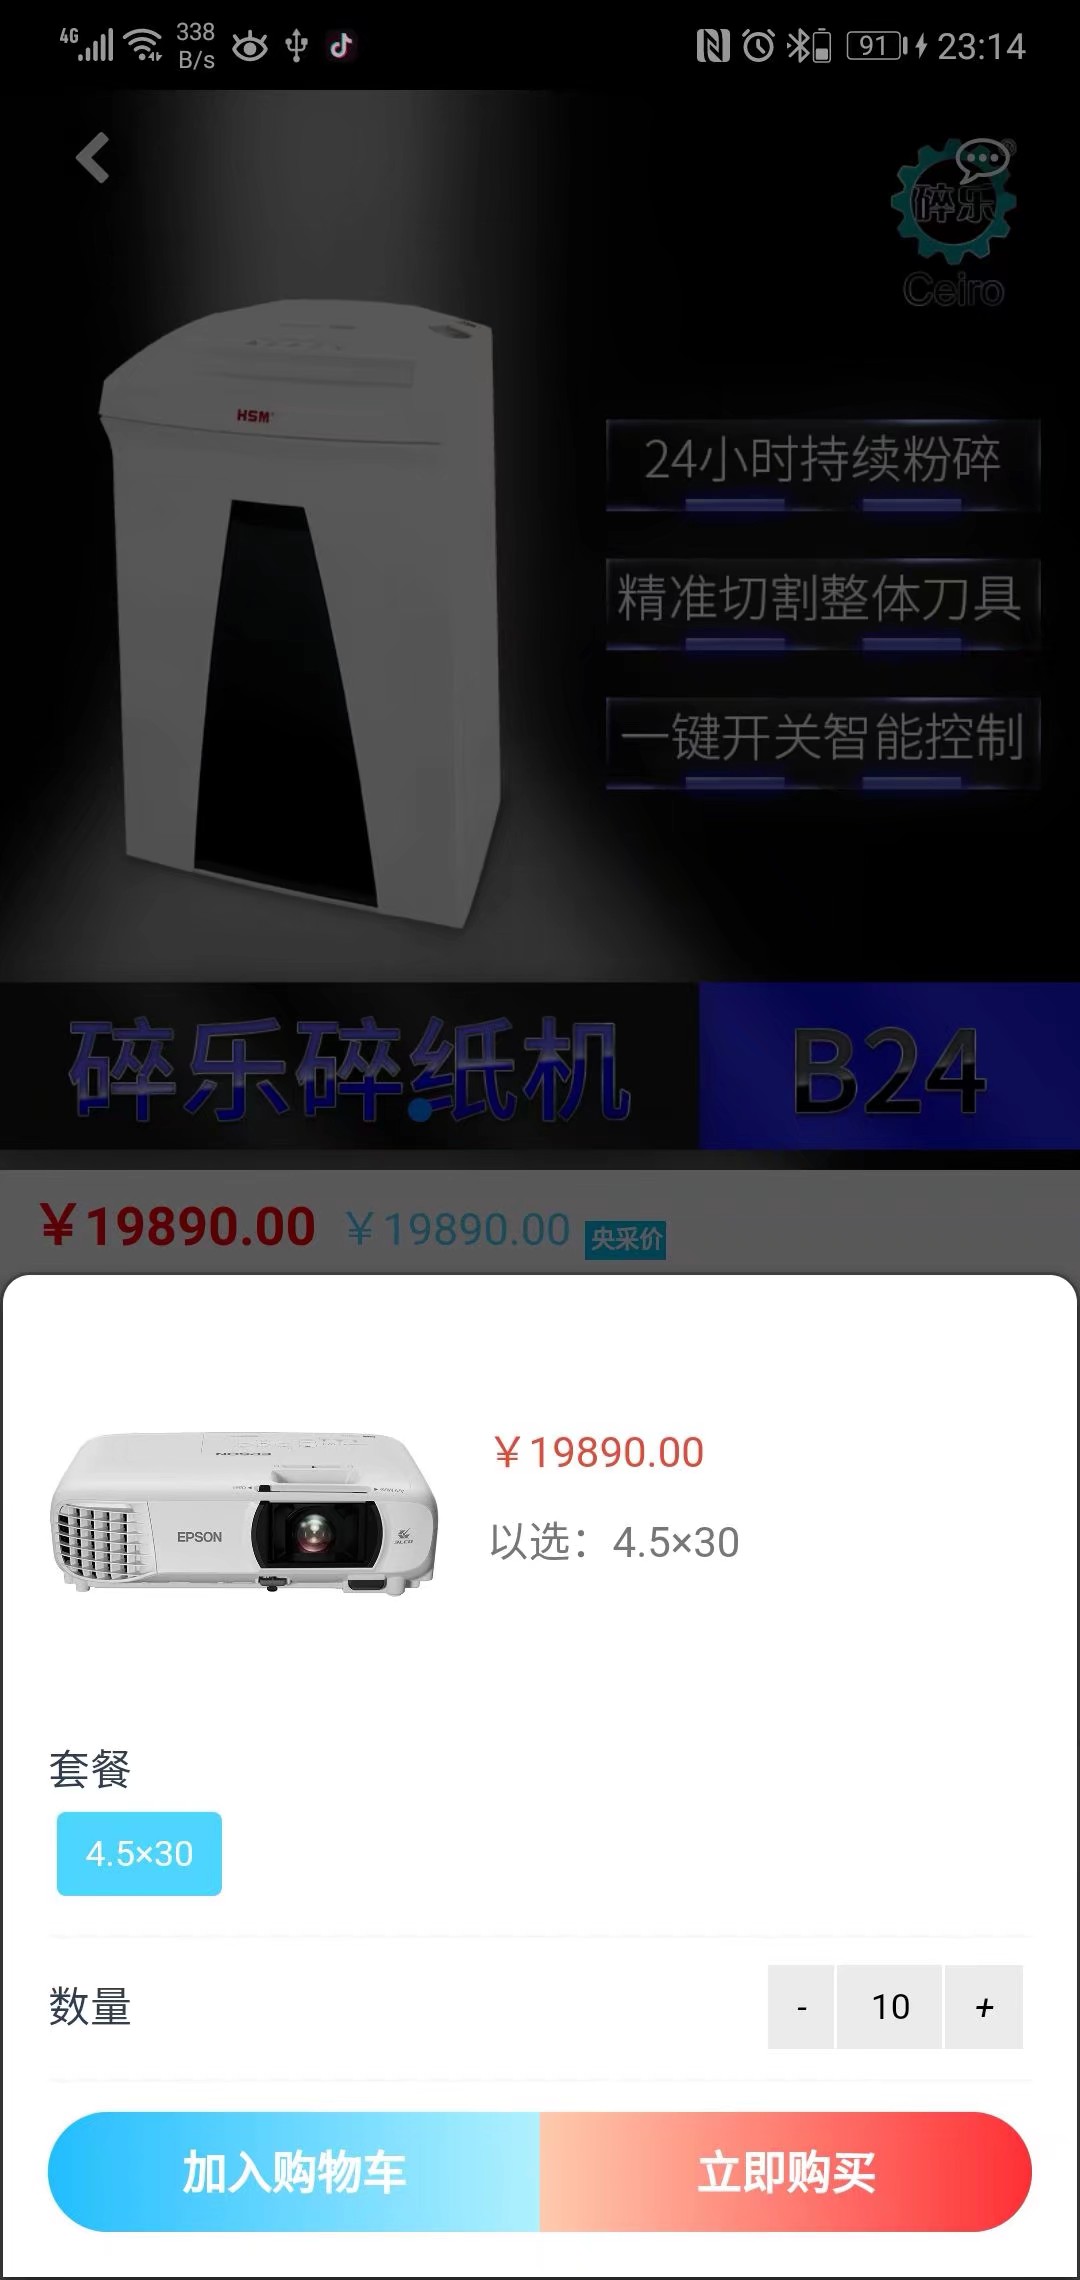 4G
338
B/s
91
23:14
碎乐
Ceiro
HSM
24小时持续粉碎
精准切割整体刀具
一键开关智能控制
碎乐碎纸机
B24
￥19890.00 ￥19890.00 央采价
EPSON
EPSON
3LCD
￥19890.00
以选：4.5×30
套餐
4.5×30
数量
- 10 +
加入购物车
立即购买